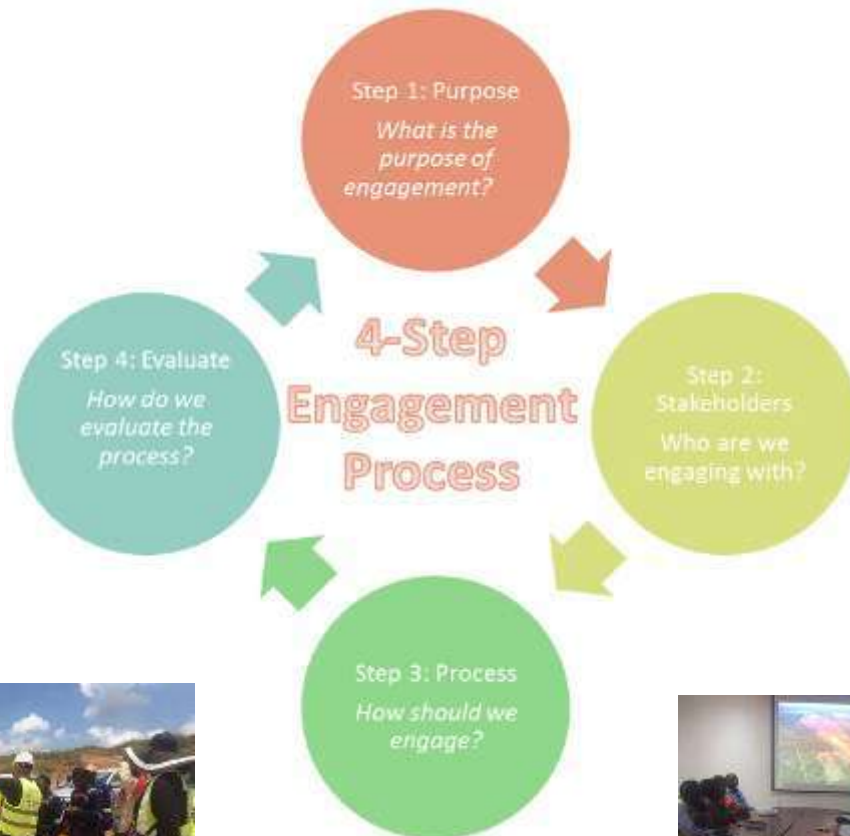 Step 1: Purpose
What is the
purpose of
engagement?
4-Step
Engagement
Process
Step 2:
Stakeholders
Who are we
engaging with?
Step 3: Process
How should we
engage?
Step 4: Evaluate
How do we
evaluate the
process?